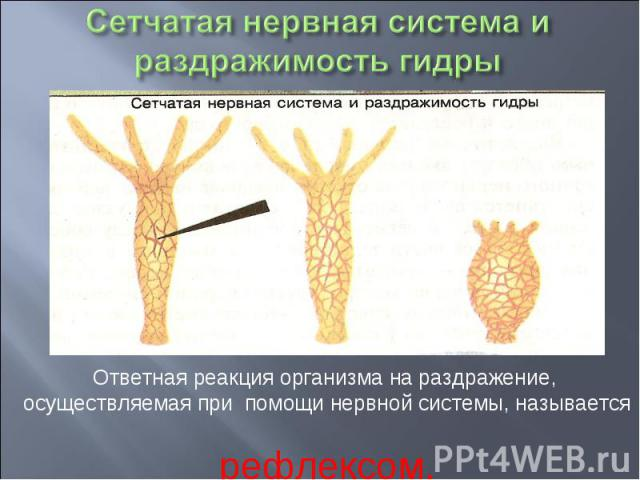 Сетчатая нервная система и
раздражимость гидры
Сетчатая нервная система и раздражимость гидры
Ответная реакция организма на раздражение,
осуществляемая при помощи нервной системы, называется
рефлексом.
PPt4WEB.ru